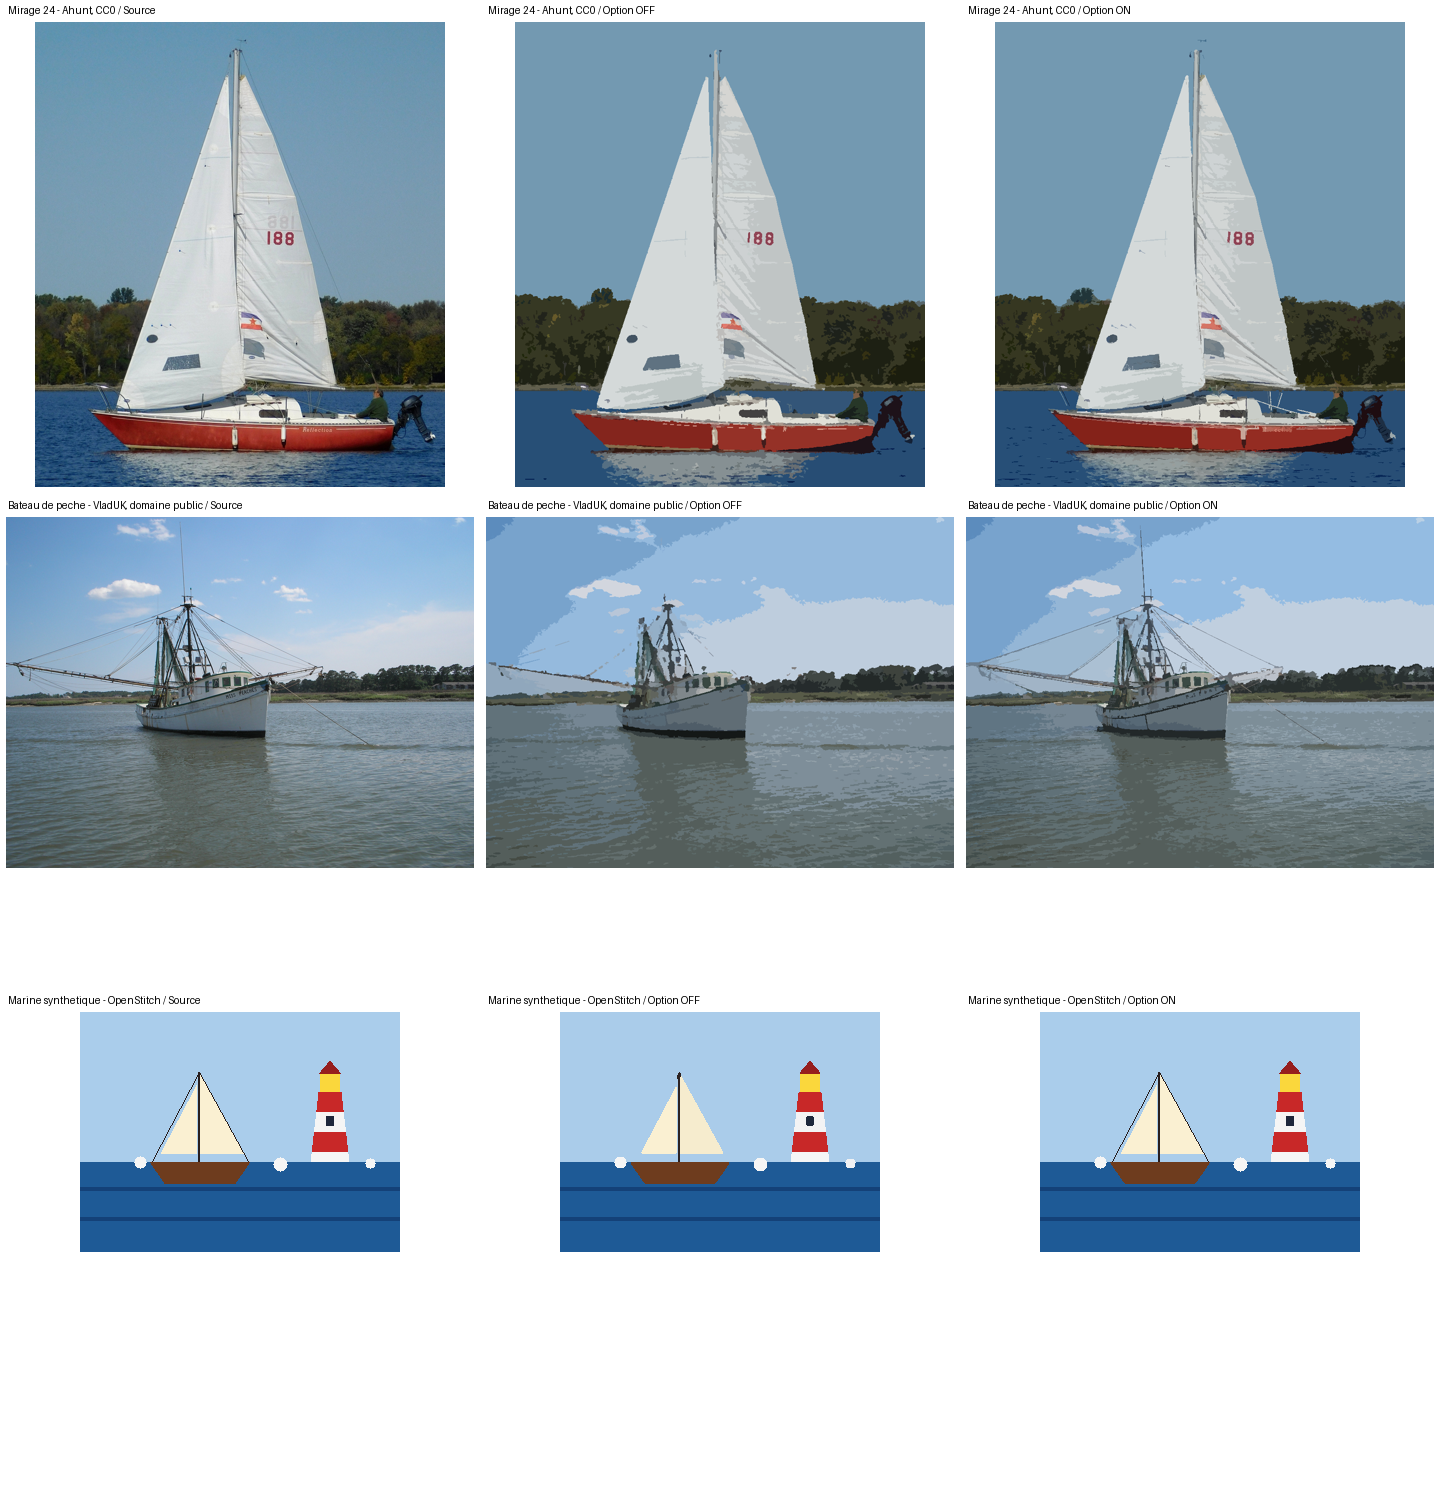 Mirage 24 - Ahunt, CC0 / Source
Mirage 24 - Ahunt, CC0 / Option OFF
Mirage 24 - Ahunt, CC0 / Option ON
188
188
188
Reflection
Bateau de peche - VladUK, domaine public / Source
Bateau de peche - VladUK, domaine public / Option OFF
Bateau de peche - VladUK, domaine public / Option ON
Marine synthetique - OpenStitch / Source
Marine synthetique - OpenStitch / Option OFF
Marine synthetique - OpenStitch / Option ON